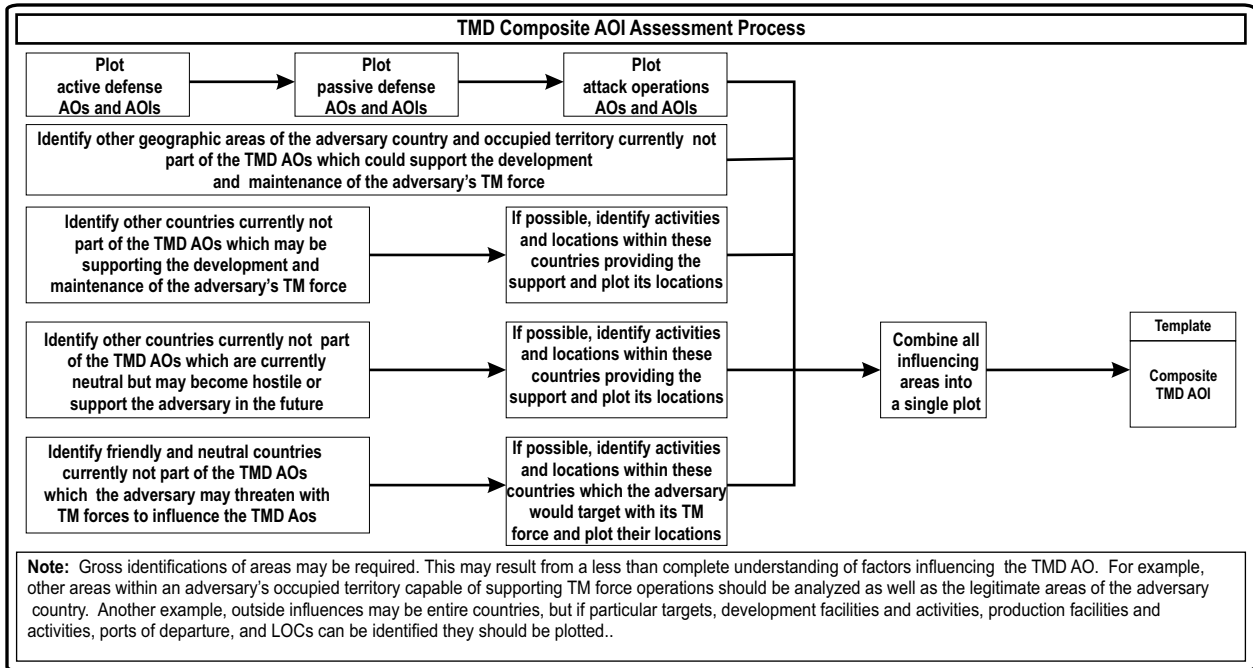 TMD Composite AOI Assessment Process
Plot
active defense
AOs and AOIs
Plot
passive defense
AOs and AOIs
Plot
attack operations
AOs and AOIs
Identify other geographic areas of the adversary country and occupied territory currently not
part of the TMD AOs which could support the development
and maintenance of the adversary's TM force
Identify other countries currently not
part of the TMD AOs which may be
supporting the development and
maintenance of the adversary's TM force
If possible, identify activities
and locations within these
countries providing the
support and plot its locations
Identify other countries currently not part
of the TMD AOs which are currently
neutral but may become hostile or
support the adversary in the future
If possible, identify activities
and locations within these
countries providing the
support and plot its locations
Identify friendly and neutral countries
currently not part of the TMD AOs
which the adversary may threaten with
TM forces to influence the TMD Aos
If possible, identify activities
and locations within these
countries which the adversary
would target with its TM
force and plot their locations
Combine all
influencing
areas into
a single plot
Template
Composite
TMD AOI
Note: Gross identifications of areas may be required. This may result from a less than complete understanding of factors influencing the TMD AO. For example,
other areas within an adversary's occupied territory capable of supporting TM force operations should be analyzed as well as the legitimate areas of the adversary
country. Another example, outside influences may be entire countries, but if particular targets, development facilities and activities, production facilities and
activities, ports of departure, and LOCs can be identified they should be plotted..